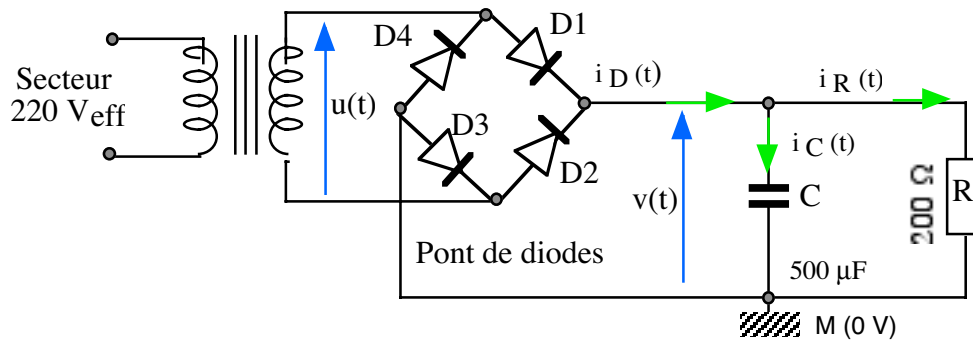 D4
D1
Secteur
220 Veff
u(t)
i D (t)
i R (t)
D3
D2
v(t)
i C (t)
C
200 Ω
R
Pont de diodes
500 µF
M (0 V)